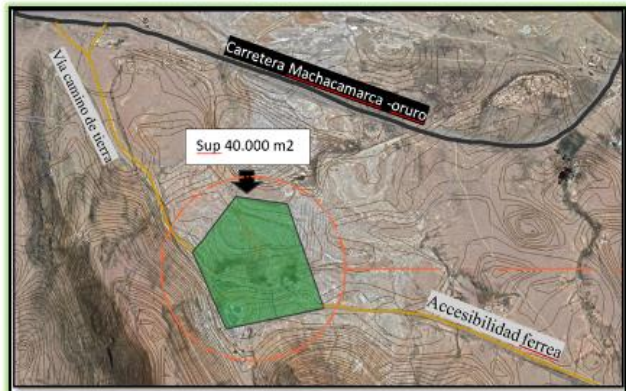 Carretera Machacamarca -oruro
Vía camino de tierra
Sup 40.000 m2
Accesibilidad ferrea